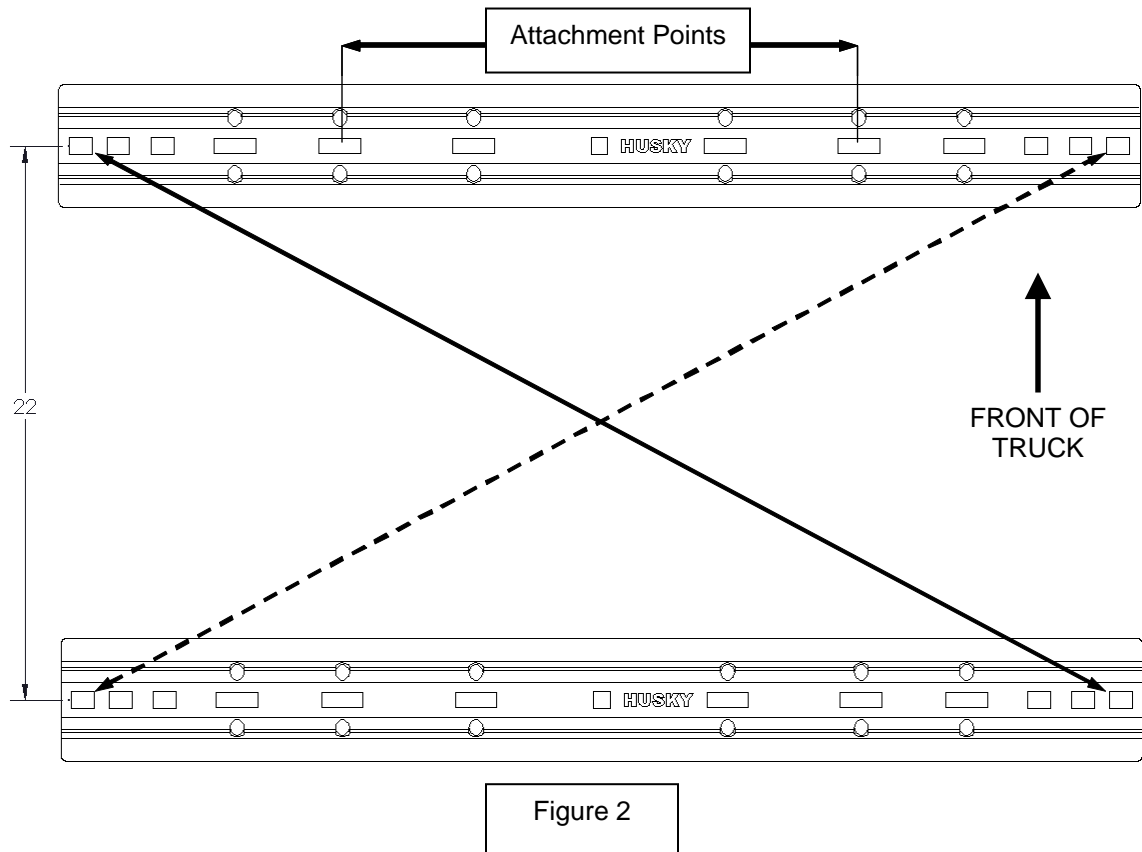 Attachment Points
HUSKY
22
FRONT OF
TRUCK
HUSKY
Figure 2